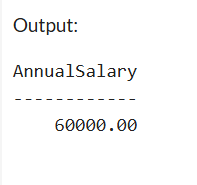 Output:
AnnualSalary
------------
60000.00